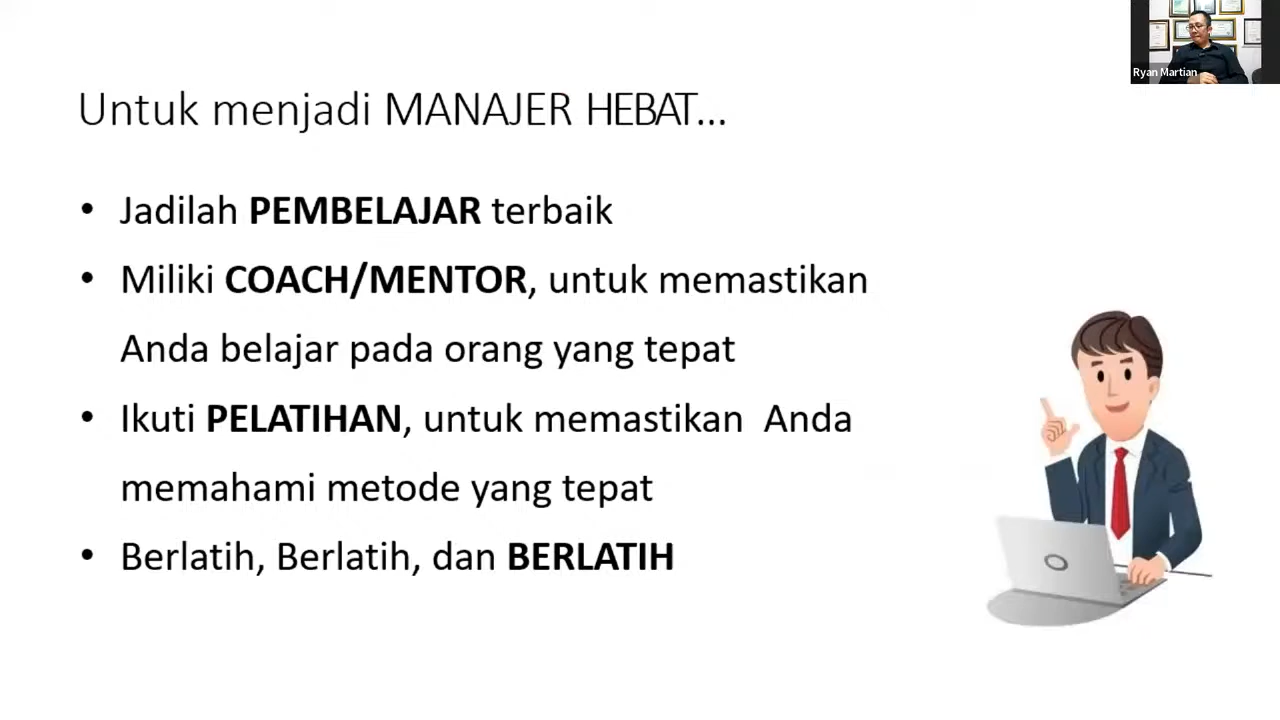 Ryan Martian
Untuk menjadi MANAJER HEBAT...
• Jadilah PEMBELAJAR terbaik
• Miliki COACH/MENTOR, untuk memastikan
Anda belajar pada orang yang tepat
• Ikuti PELATIHAN, untuk memastikan  Anda
memahami metode yang tepat
• Berlatih, Berlatih, dan BERLATIH